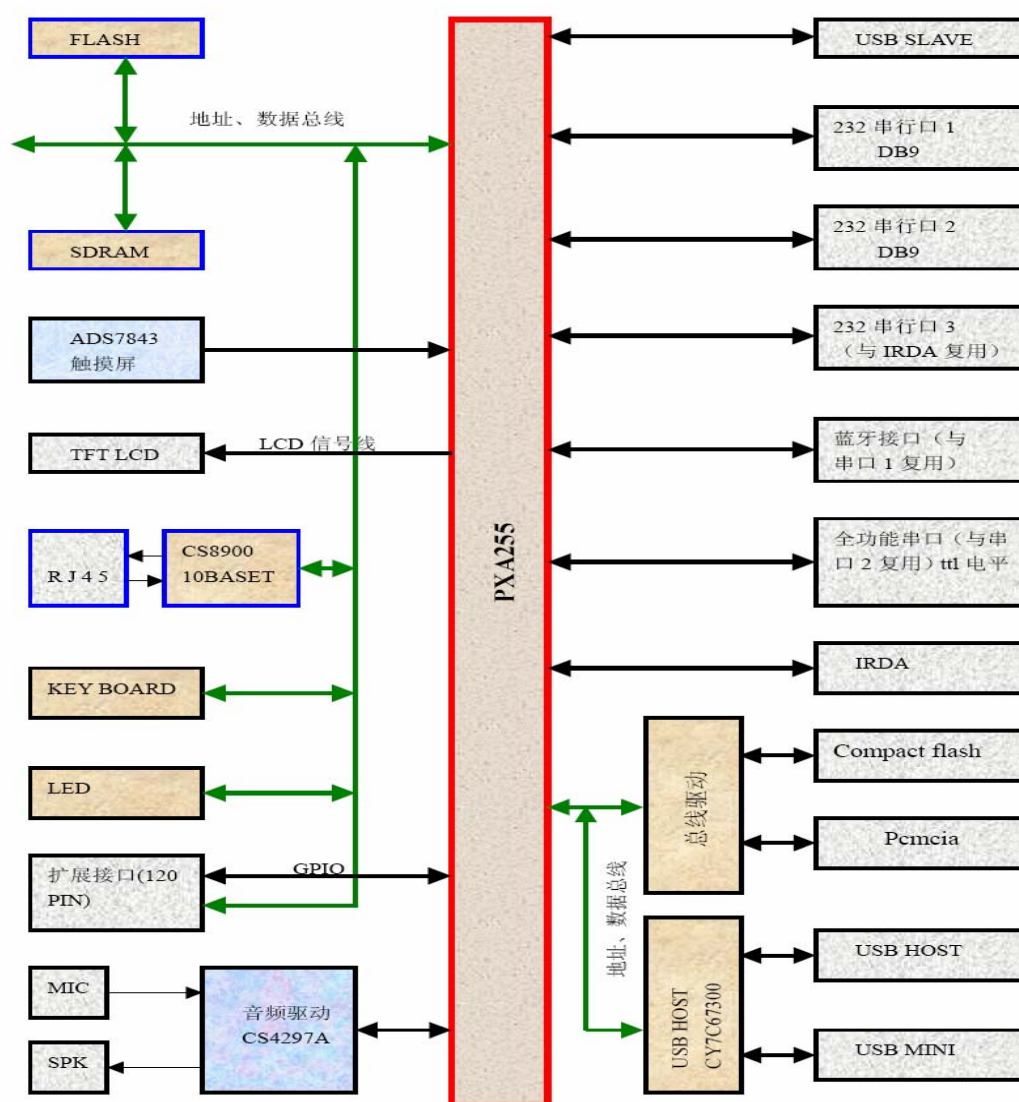 FLASH
地址、数据总线
SDRAM
ADS7843
触摸屏
TFT LCD
LCD 信号线
R J 4 5
CS8900
10BASET
KEY BOARD
LED
扩展接口(120
PIN)
GPIO
MIC
SPK
音频驱动
CS4297A
PXA255
USB SLAVE
232 串行口 1
DB9
232 串行口 2
DB9
232 串行口 3
（与 IRDA 复用）
蓝牙接口（与
串口 1 复用）
全功能串口（与串
口 2 复用）ttl 电平
IRDA
总线驱动
Compact flash
Pcmcia
地址、数据总线
USB HOST
CY7C67300
USB HOST
USB MINI